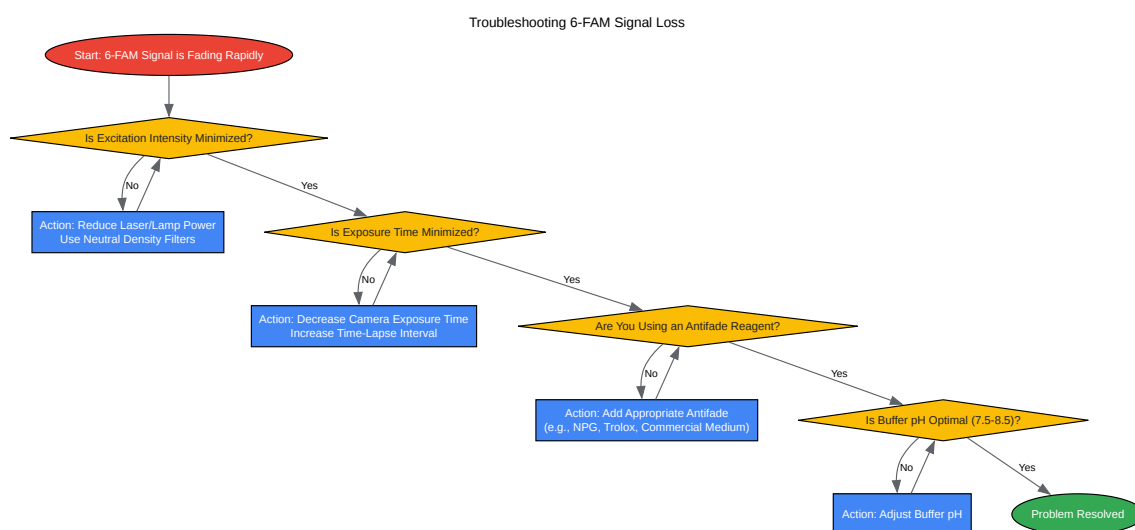 Troubleshooting 6-FAM Signal Loss
Start: 6-FAM Signal is Fading Rapidly
Is Excitation Intensity Minimized?
No
Yes
Action: Reduce Laser/Lamp Power
Use Neutral Density Filters
Is Exposure Time Minimized?
No
Yes
Action: Decrease Camera Exposure Time
Increase Time-Lapse Interval
Are You Using an Antifade Reagent?
No
Yes
Action: Add Appropriate Antifade
(e.g., NPG, Trolox, Commercial Medium)
Is Buffer pH Optimal (7.5-8.5)?
No
Yes
Action: Adjust Buffer pH
Problem Resolved